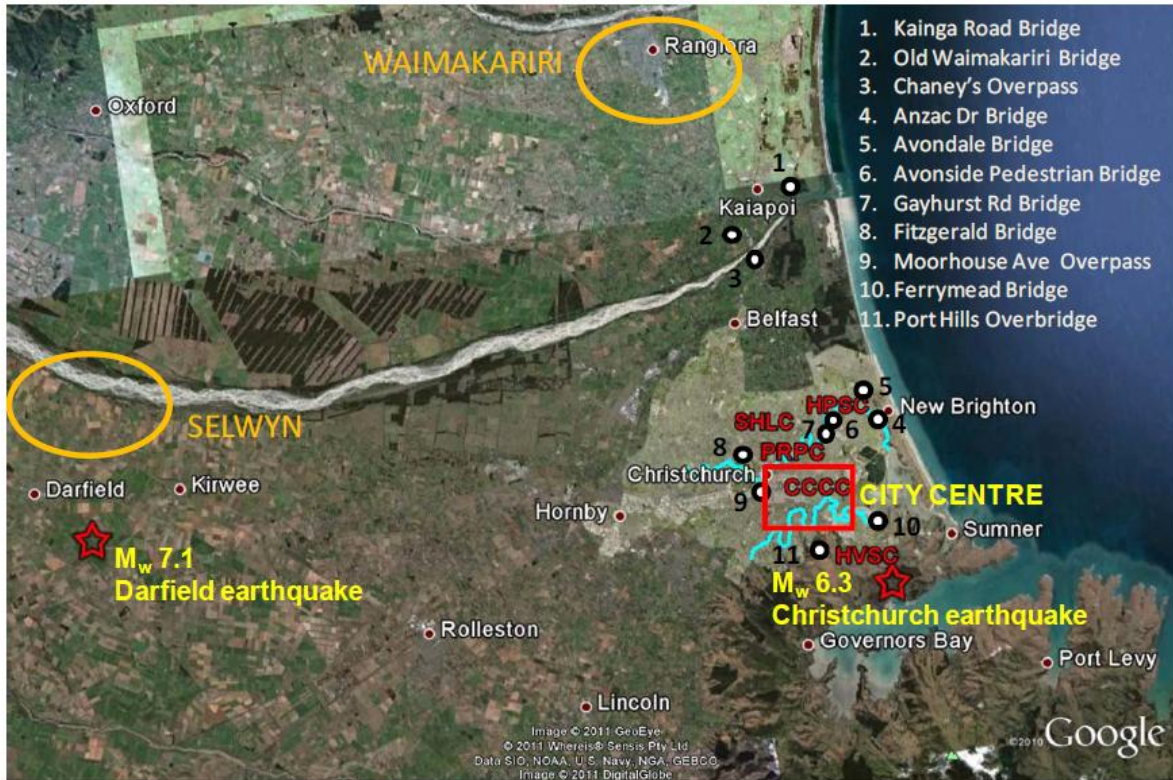 WAIMAKARIRI
Rangiora
Oxford
1. Kainga Road Bridge
2. Old Waimakariri Bridge
3. Chaney's Overpass
4. Anzac Dr Bridge
5. Avondale Bridge
6. Avonside Pedestrian Bridge
7. Gayhurst Rd Bridge
8. Fitzgerald Bridge
9. Moorhouse Ave Overpass
10. Ferrymead Bridge
11. Port Hills Overbridge
1
Kaiapoi
2
3
Belfast
SELWYN
5
HPSC
New Brighton
SHLC
7
6
4
8
PRPC
Christchurch
CCCC
CITY CENTRE
9
Darfield
Kirwee
Hornby
10
Sumner
11
HVSC
Mw 7.1
Darfield earthquake
Mw 6.3
Christchurch earthquake
Rolleston
Governors Bay
Port Levy
Lincoln
Image © 2011 GeoEye
© 2011 Whereis® Sensis Pty Ltd
Data SIO, NOAA, U.S. Navy, NGA, GEBCO
Image © 2011 DigitalGlobe
©2010 Google